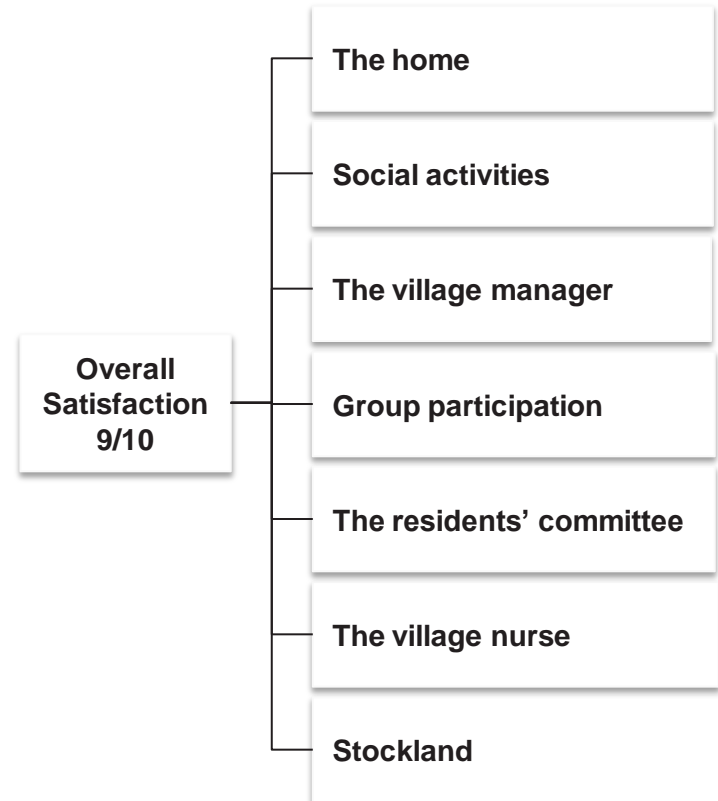 The home
Social activities
The village manager
Overall
Satisfaction
9/10
Group participation
The residents’ committee
The village nurse
Stockland